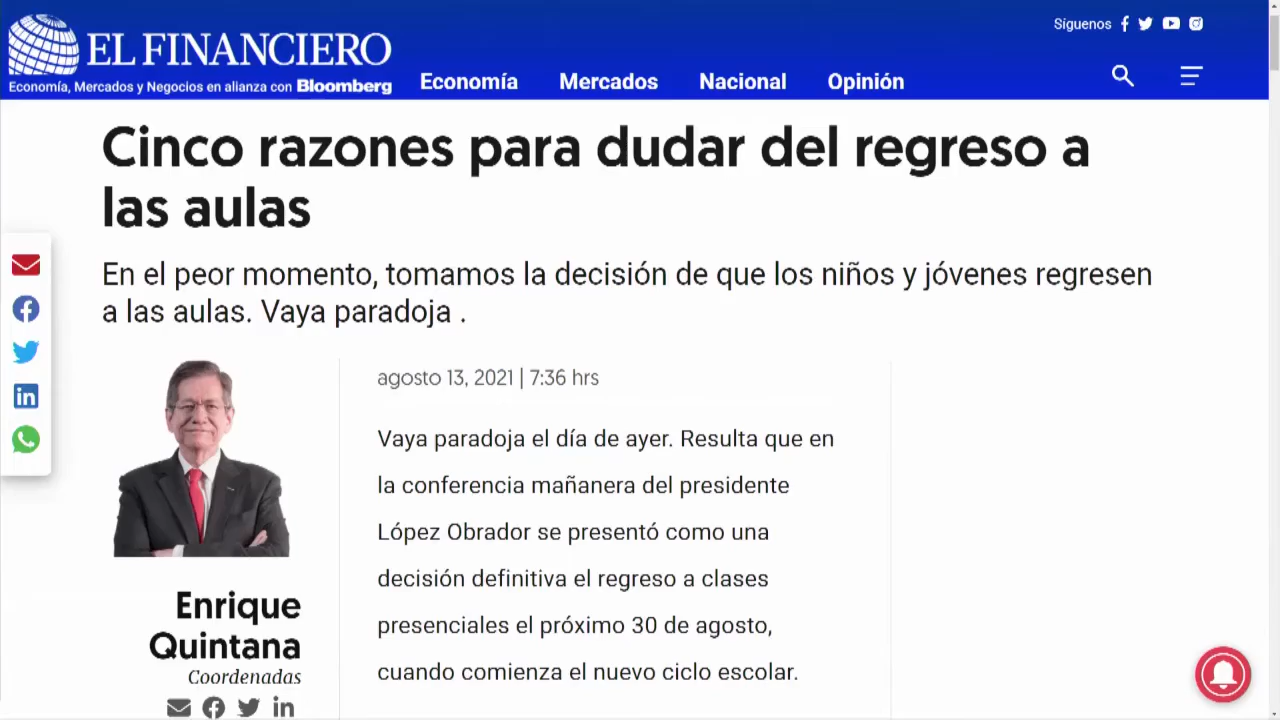 Síguenos
EL FINANCIERO
Economía, Mercados y Negocios en alianza con Bloomberg
Economía Mercados Nacional Opinión
Cinco razones para dudar del regreso a
las aulas
En el peor momento, tomamos la decisión de que los niños y jóvenes regresen
a las aulas. Vaya paradoja .
agosto 13, 2021 | 7:36 hrs
Vaya paradoja el día de ayer. Resulta que en
la conferencia mañanera del presidente
López Obrador se presentó como una
decisión definitiva el regreso a clases
presenciales el próximo 30 de agosto,
cuando comienza el nuevo ciclo escolar.
Enrique
Quintana
Coordenadas